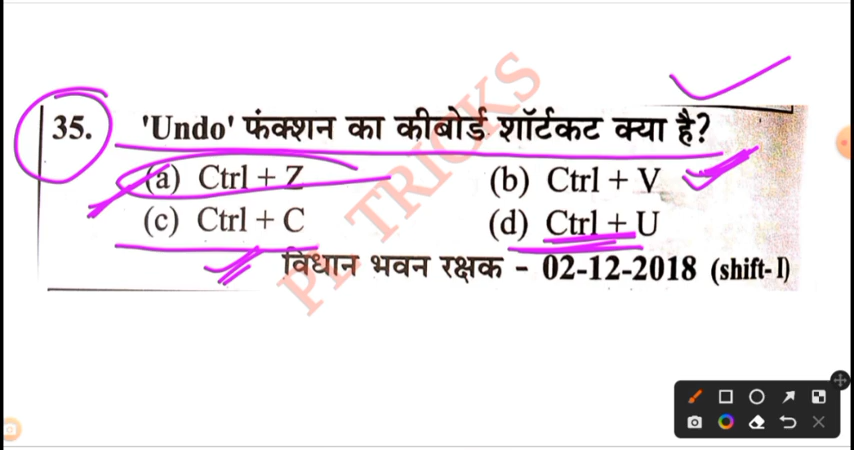 35. 'Undo' फंक्शन का कीबोर्ड शॉर्टकट क्या है?
(a) Ctrl + Z (b) Ctrl + V
(c) Ctrl + C (d) Ctrl + U
विधान भवन रक्षक - 02-12-2018 (shift-I)
PL TRICKS